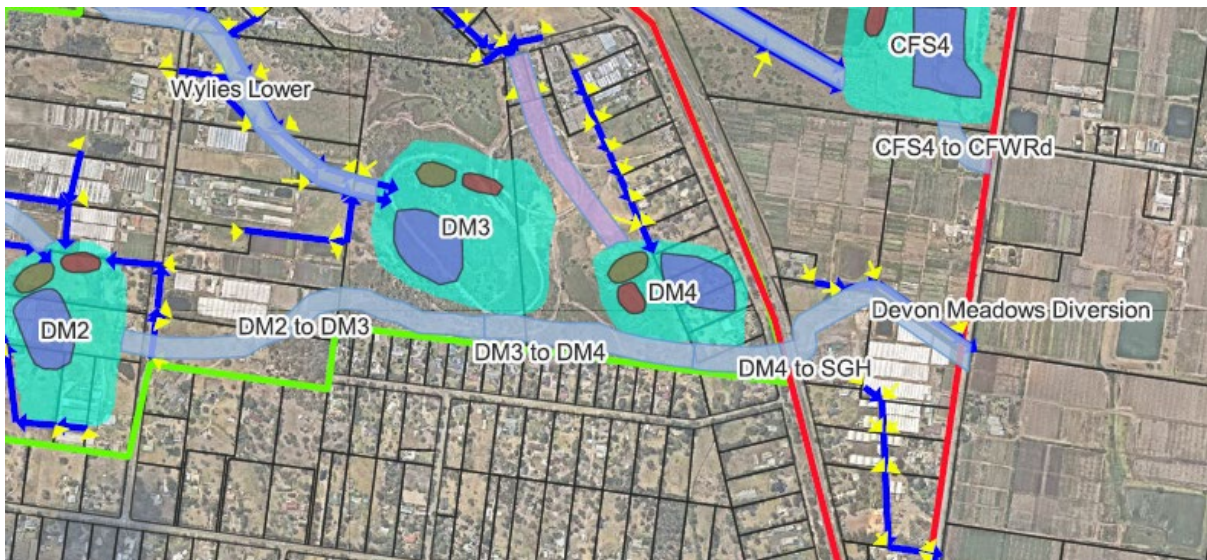 CFS4
Wylies Lower
CFS4 to CFWRd
DM3
DM4
Devon Meadows Diversion
DM2
DM2 to DM3
DM3 to DM4
DM4 to SGH